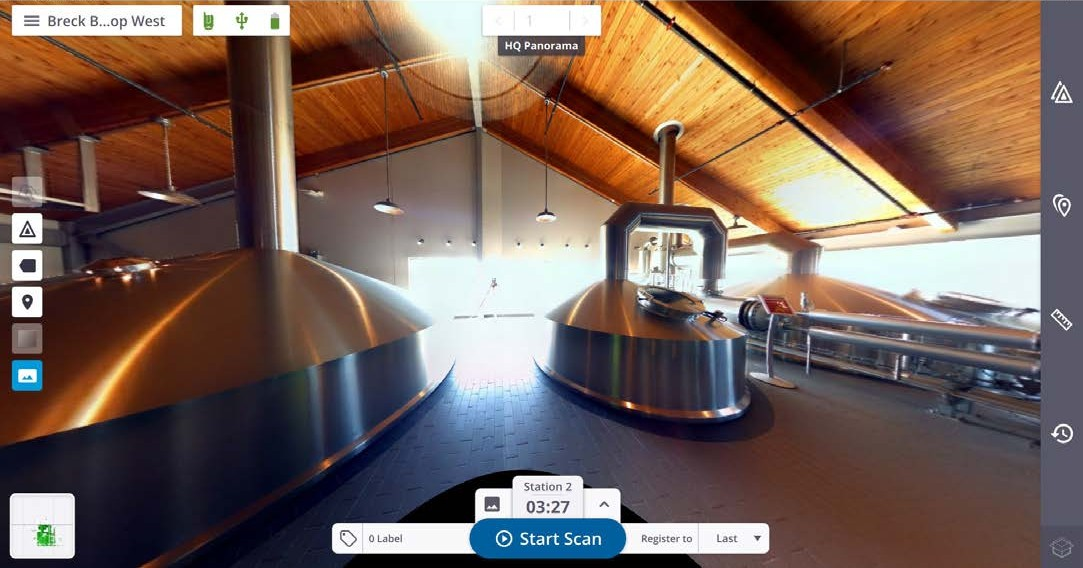 Breck B...op West
1
HQ Panorama
Station 2
03:27
0 Label
Start Scan
Register to
Last